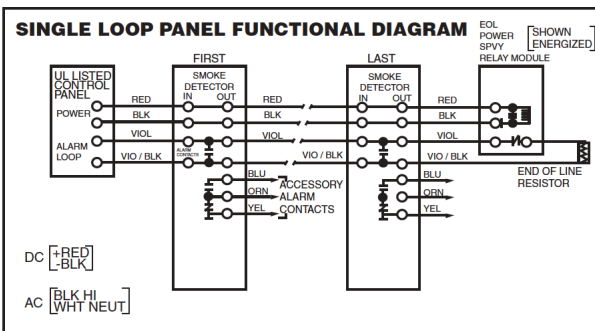 SINGLE LOOP PANEL FUNCTIONAL DIAGRAM
EOL
POWER
SPVY
RELAY MODULE
SHOWN
ENERGIZED
FIRST
LAST
UL LISTED
CONTROL
PANEL
POWER
ALARM
LOOP
SMOKE
DETECTOR
IN OUT
SMOKE
DETECTOR
IN OUT
RED RED RED
BLK BLK BLK
VIOL VIOL VIOL
ALARM
CONTACTS
VIO / BLK VIO / BLK VIO / BLK
BLU
ORN
YEL
ACCESSORY
ALARM
CONTACTS
BLU
ORN
YEL
END OF LINE
RESISTOR
DC +RED
-BLK
AC BLK HI
WHT NEUT